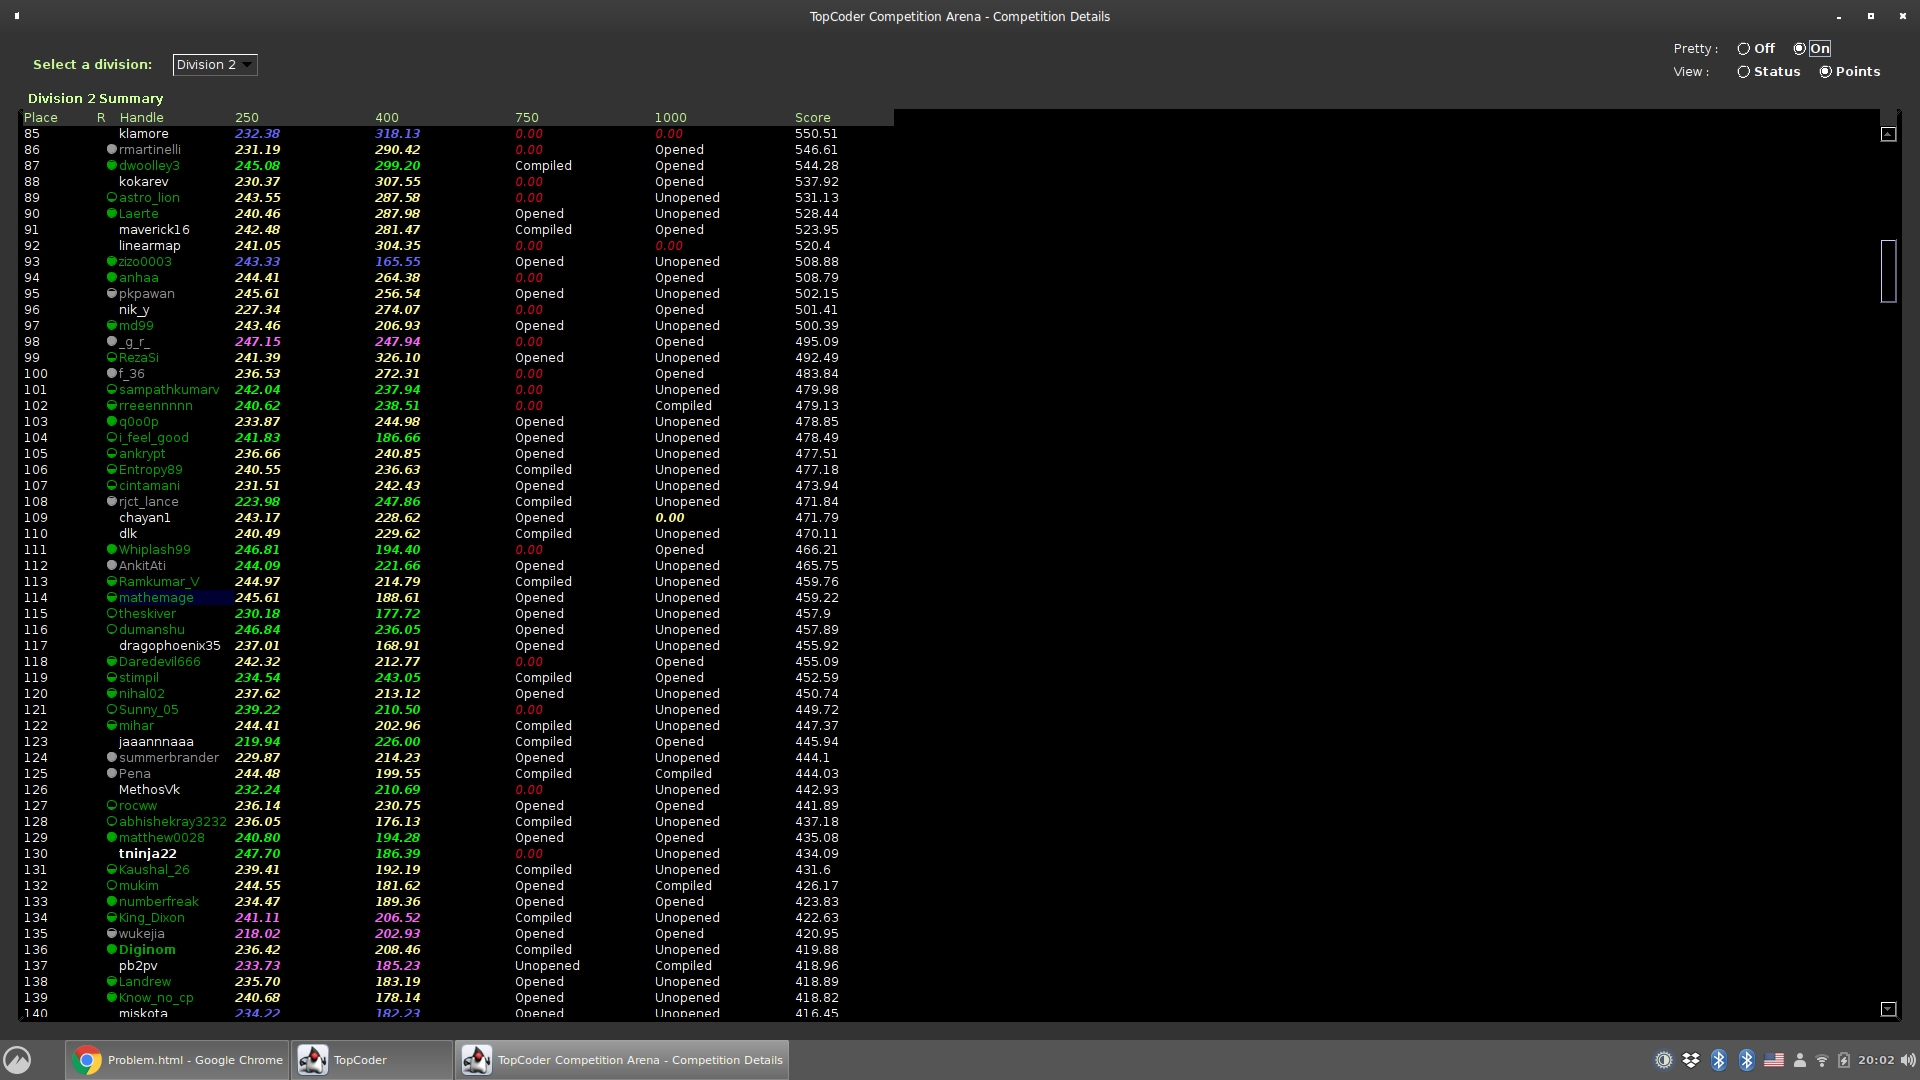 TopCoder Competition Arena - Competition Details
Pretty : Off On
Select a division: Division 2
View : Status Points
Division 2 Summary
Place R Handle 250 400 750 1000 Score
85 klamore 232.38 318.13 0.00 0.00 550.51
86 rmartinelli 231.19 290.42 0.00 Opened 546.61
87 dwoolley3 245.08 299.20 Compiled Opened 544.28
88 kokarev 230.37 307.55 0.00 Opened 537.92
89 astro_lion 243.55 287.58 0.00 Unopened 531.13
90 Laerte 240.46 287.98 Opened Unopened 528.44
91 maverick16 242.48 281.47 Compiled Opened 523.95
92 linearmap 241.05 304.35 0.00 0.00 520.4
93 zizo0003 243.33 165.55 Opened Unopened 508.88
94 anhaa 244.41 264.38 0.00 Opened 508.79
95 pkpawan 245.61 256.54 Opened Unopened 502.15
96 nik_y 227.34 274.07 0.00 Opened 501.41
97 md99 243.46 206.93 Opened Unopened 500.39
98 _g_r_ 247.15 247.94 0.00 Opened 495.09
99 RezaSi 241.39 326.10 Opened Unopened 492.49
100 f_36 236.53 272.31 0.00 Opened 483.84
101 sampathkumarv 242.04 237.94 0.00 Unopened 479.98
102 rreeennnnn 240.62 238.51 0.00 Compiled 479.13
103 q0o0p 233.87 244.98 Opened Unopened 478.85
104 i_feel_good 241.83 186.66 Opened Unopened 478.49
105 ankrypt 236.66 240.85 Opened Unopened 477.51
106 Entropy89 240.55 236.63 Compiled Unopened 477.18
107 cintamani 231.51 242.43 Opened Unopened 473.94
108 rjct_lance 223.98 247.86 Compiled Unopened 471.84
109 chayan1 243.17 228.62 Opened 0.00 471.79
110 dlk 240.49 229.62 Compiled Unopened 470.11
111 Whiplash99 246.81 194.40 0.00 Opened 466.21
112 AnkitAti 244.09 221.66 Opened Unopened 465.75
113 Ramkumar_V 244.97 214.79 Compiled Unopened 459.76
114 mathemage 245.61 188.61 Opened Unopened 459.22
115 theskiver 230.18 177.72 Opened Unopened 457.9
116 dumanshu 246.84 236.05 Opened Unopened 457.89
117 dragophoenix35 237.01 168.91 Opened Unopened 455.92
118 Daredevil666 242.32 212.77 0.00 Opened 455.09
119 stimpil 234.54 243.05 Compiled Opened 452.59
120 nihal02 237.62 213.12 Opened Unopened 450.74
121 Sunny_05 239.22 210.50 0.00 Unopened 449.72
122 mihar 244.41 202.96 Compiled Unopened 447.37
123 jaaannnaaa 219.94 226.00 Compiled Opened 445.94
124 summerbrander 229.87 214.23 Opened Unopened 444.1
125 Pena 244.48 199.55 Compiled Compiled 444.03
126 MethosVk 232.24 210.69 0.00 Unopened 442.93
127 rocww 236.14 230.75 Opened Opened 441.89
128 abhishekray3232 236.05 176.13 Compiled Unopened 437.18
129 matthew0028 240.80 194.28 Opened Opened 435.08
130 tninja22 247.70 186.39 0.00 Unopened 434.09
131 Kaushal_26 239.41 192.19 Compiled Unopened 431.6
132 mukim 244.55 181.62 Opened Compiled 426.17
133 numberfreak 234.47 189.36 Opened Opened 423.83
134 King_Dixon 241.11 206.52 Compiled Unopened 422.63
135 wukejia 218.02 202.93 Opened Opened 420.95
136 Diginom 236.42 208.46 Compiled Unopened 419.88
137 pb2pv 233.73 185.23 Unopened Compiled 418.96
138 Landrew 235.70 183.19 Opened Unopened 418.89
139 Know_no_cp 240.68 178.14 Opened Unopened 418.82
140 miskota 234.22 182.23 Opened Unopened 416.45
Problem.html - Google Chrome TopCoder TopCoder Competition Arena - Competition Details 20:02